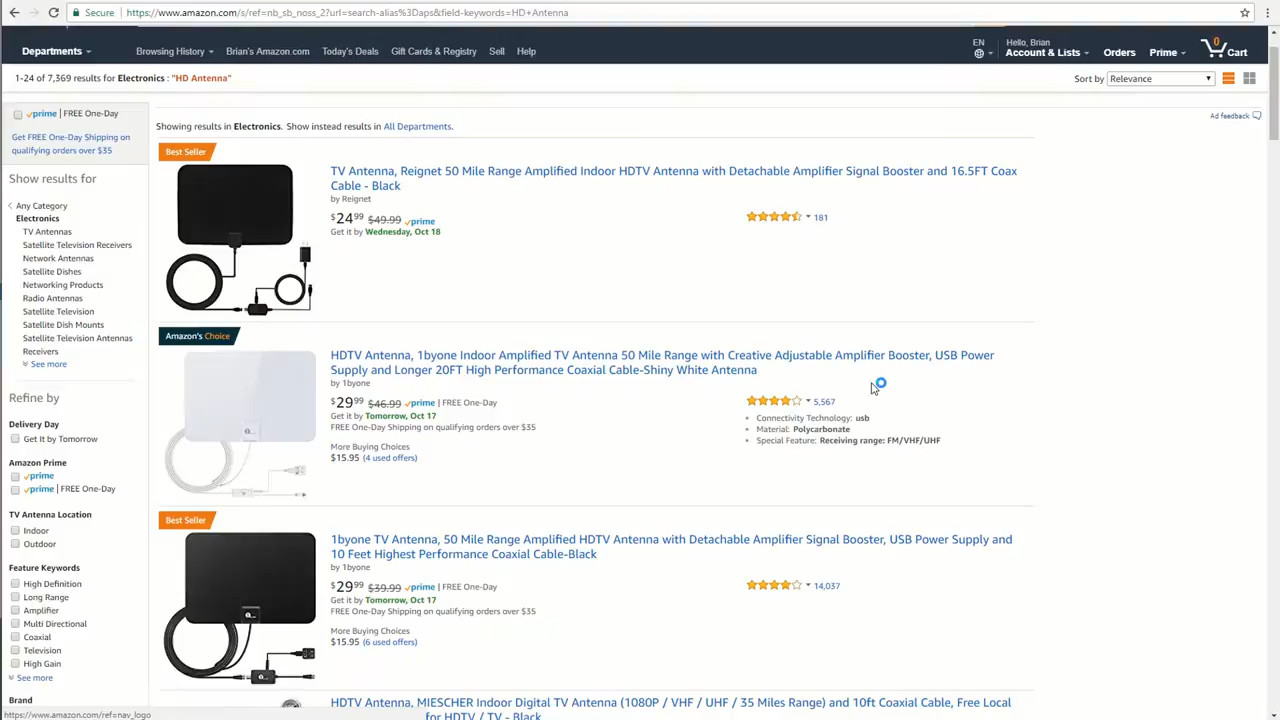 Secure
https://www.amazon.com/s/ref=nb_sb_noss_2?url=search-alias%3Daps&field-keywords=HD+Antenna
Departments
Browsing History
Brian's Amazon.com
Today's Deals
Gift Cards & Registry
Sell
Help
EN
Hello, Brian
Account & Lists
Orders
Prime
0
Cart
1-24 of 7,369 results for Electronics : "HD Antenna"
Sort by Relevance
prime | FREE One-Day
Get FREE One-Day Shipping on
qualifying orders over $35
Show results for
Any Category
Electronics
TV Antennas
Satellite Television Receivers
Network Antennas
Satellite Dishes
Networking Products
Radio Antennas
Satellite Television
Satellite Dish Mounts
Satellite Television Antennas
Receivers
See more
Refine by
Delivery Day
Get it by Tomorrow
Amazon Prime
prime
prime | FREE One-Day
TV Antenna Location
Indoor
Outdoor
Feature Keywords
High Definition
Long Range
Amplifier
Multi Directional
Coaxial
Television
High Gain
See more
Brand
Showing results in Electronics. Show instead results in All Departments.
Ad feedback
Best Seller
TV Antenna, Reignet 50 Mile Range Amplified Indoor HDTV Antenna with Detachable Amplifier Signal Booster and 16.5FT Coax
Cable - Black
by Reignet
$24 99 $49.99 prime
Get it by Wednesday, Oct 18
181
Amazon's Choice
HDTV Antenna, 1byone Indoor Amplified TV Antenna 50 Mile Range with Creative Adjustable Amplifier Booster, USB Power
Supply and Longer 20FT High Performance Coaxial Cable-Shiny White Antenna
by 1byone
$29 99 $46.99 prime | FREE One-Day
Get it by Tomorrow, Oct 17
FREE One-Day Shipping on qualifying orders over $35
More Buying Choices
$15.95 (4 used offers)
5,567
Connectivity Technology: usb
Material: Polycarbonate
Special Feature: Receiving range: FM/VHF/UHF
Best Seller
1byone TV Antenna, 50 Mile Range Amplified HDTV Antenna with Detachable Amplifier Signal Booster, USB Power Supply and
10 Feet Highest Performance Coaxial Cable-Black
by 1byone
$29 99 $39.99 prime | FREE One-Day
Get it by Tomorrow, Oct 17
FREE One-Day Shipping on qualifying orders over $35
More Buying Choices
$15.95 (6 used offers)
14,037
HDTV Antenna, MIESCHER Indoor Digital TV Antenna (1080P / VHF / UHF / 35 Miles Range) and 10ft Coaxial Cable, Free Local
for HDTV / TV - Black
https://www.amazon.com/ref=nav_logo